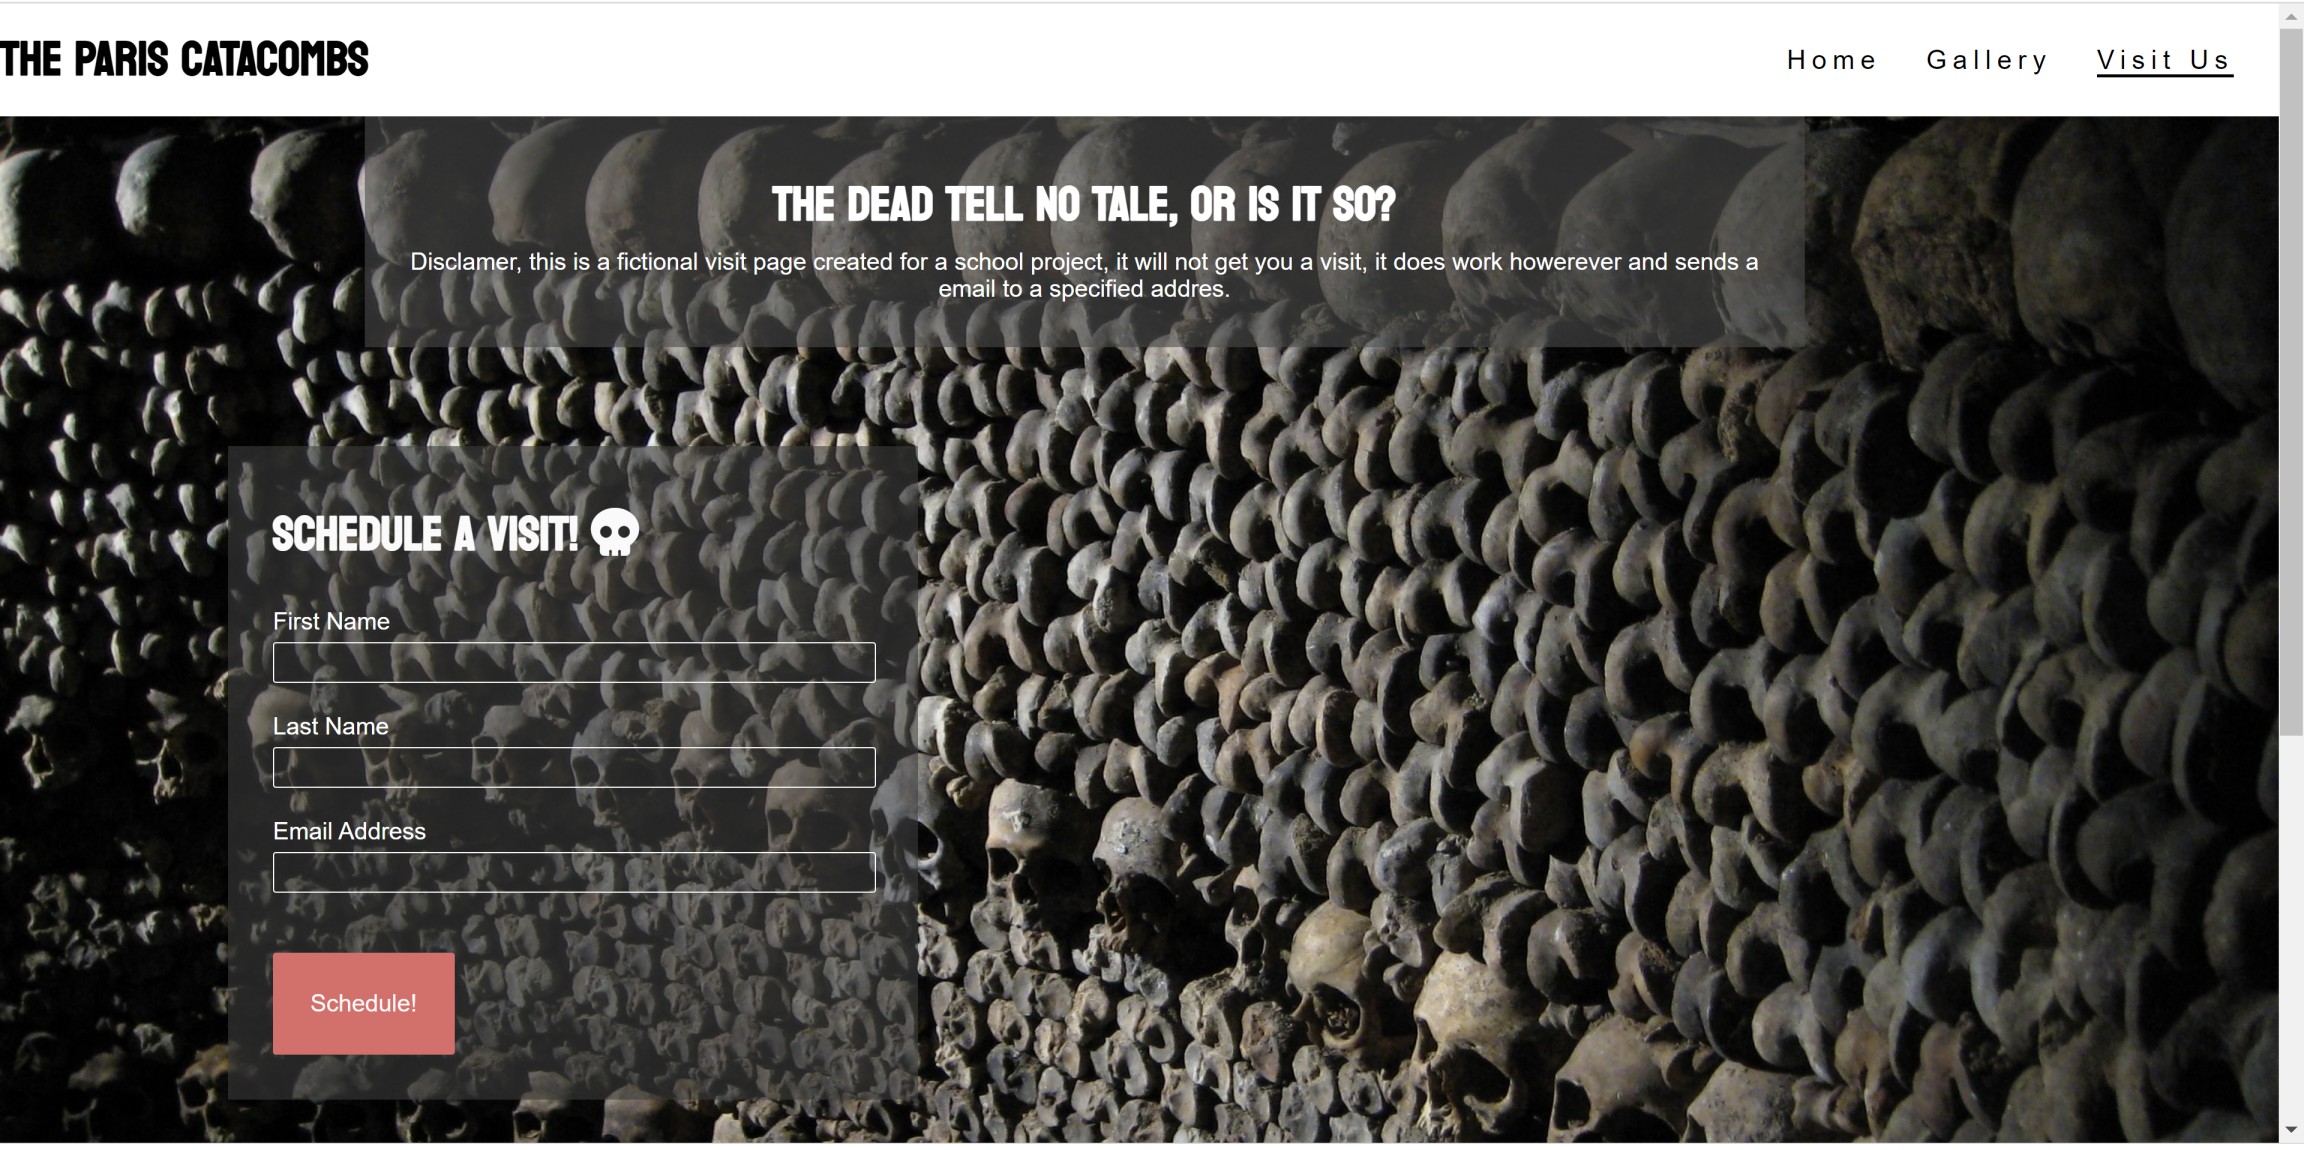 THE PARIS CATACOMBS
Home Gallery Visit Us
THE DEAD TELL NO TALE, OR IS IT SO?
Disclamer, this is a fictional visit page created for a school project, it will not get you a visit, it does work howerever and sends a
email to a specified addres.
SCHEDULE A VISIT!
First Name
Last Name
Email Address
Schedule!